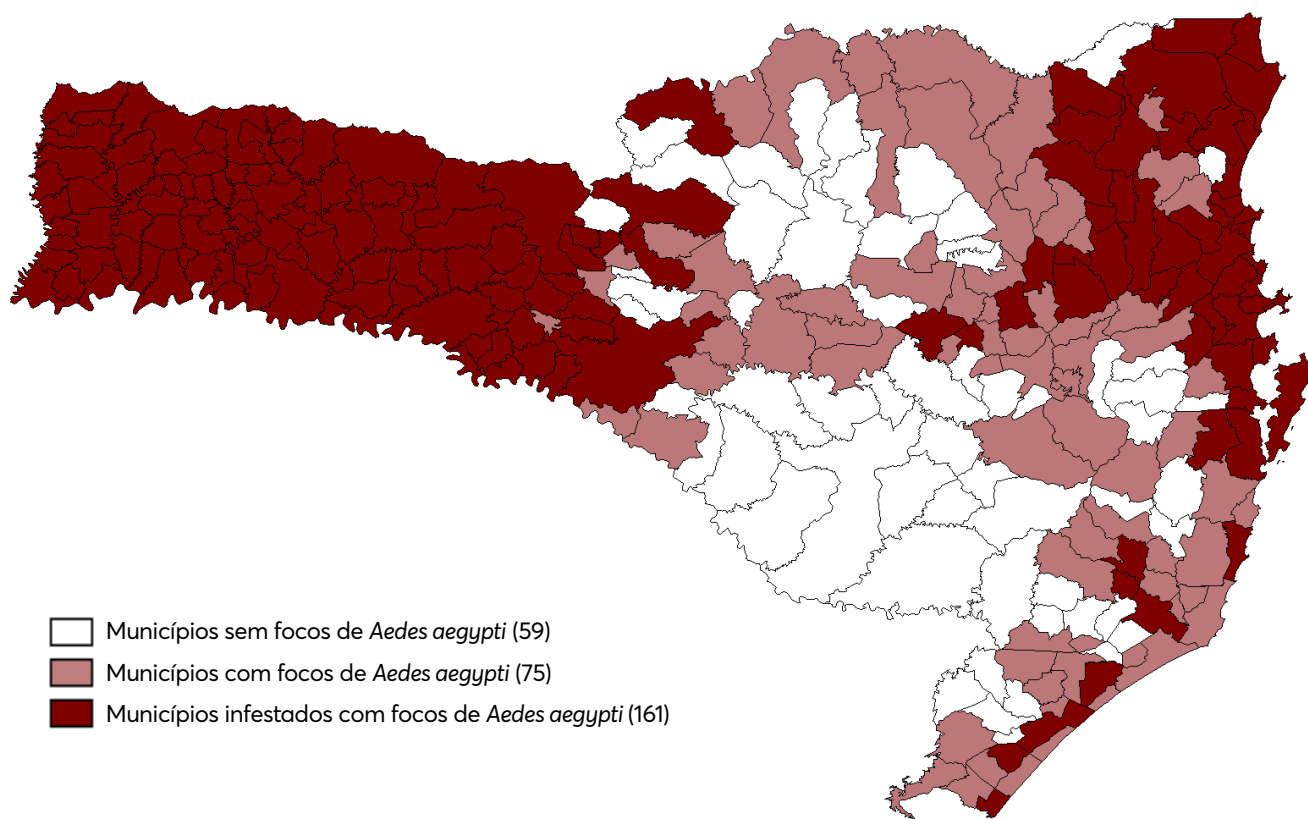 Municípios sem focos de Aedes aegypti (59)
Municípios com focos de Aedes aegypti (75)
Municípios infestados com focos de Aedes aegypti (161)